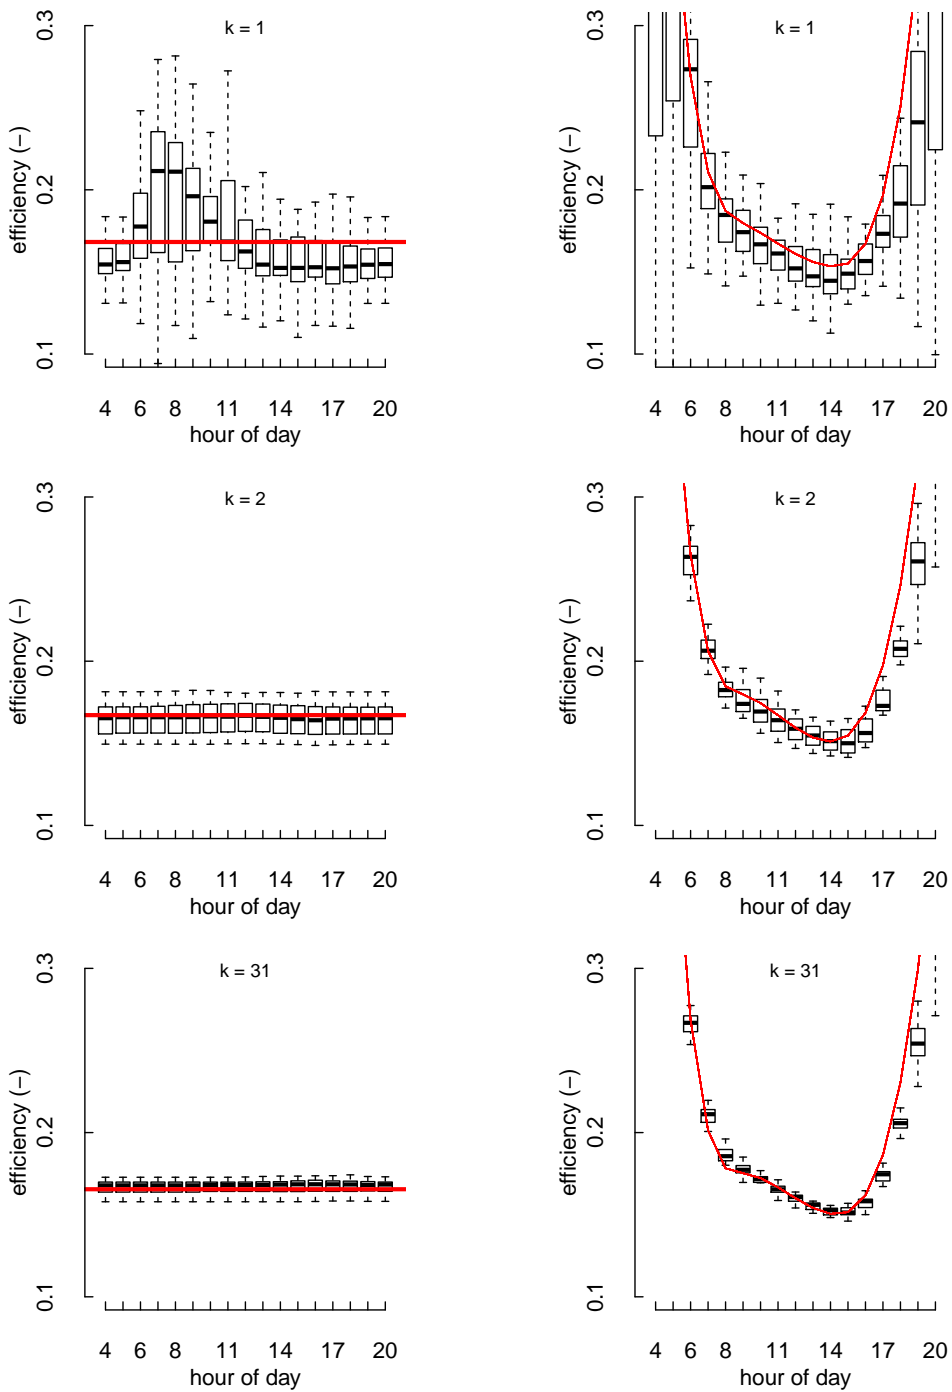 k = 1
efficiency (−)
0.3
0.2
0.1
4 6 8 11 14 17 20
hour of day
k = 1
efficiency (−)
0.3
0.2
0.1
4 6 8 11 14 17 20
hour of day
k = 2
efficiency (−)
0.3
0.2
0.1
4 6 8 11 14 17 20
hour of day
k = 2
efficiency (−)
0.3
0.2
0.1
4 6 8 11 14 17 20
hour of day
k = 31
efficiency (−)
0.3
0.2
0.1
4 6 8 11 14 17 20
hour of day
k = 31
efficiency (−)
0.3
0.2
0.1
4 6 8 11 14 17 20
hour of day